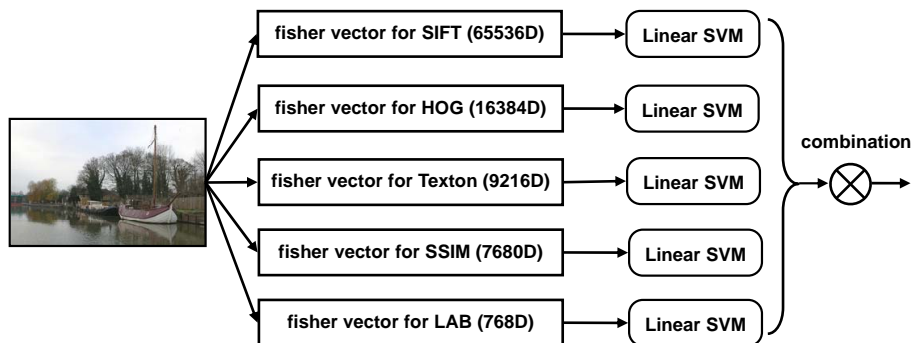 fisher vector for SIFT (65536D)
Linear SVM
fisher vector for HOG (16384D)
Linear SVM
combination
fisher vector for Texton (9216D)
Linear SVM
fisher vector for SSIM (7680D)
Linear SVM
fisher vector for LAB (768D)
Linear SVM